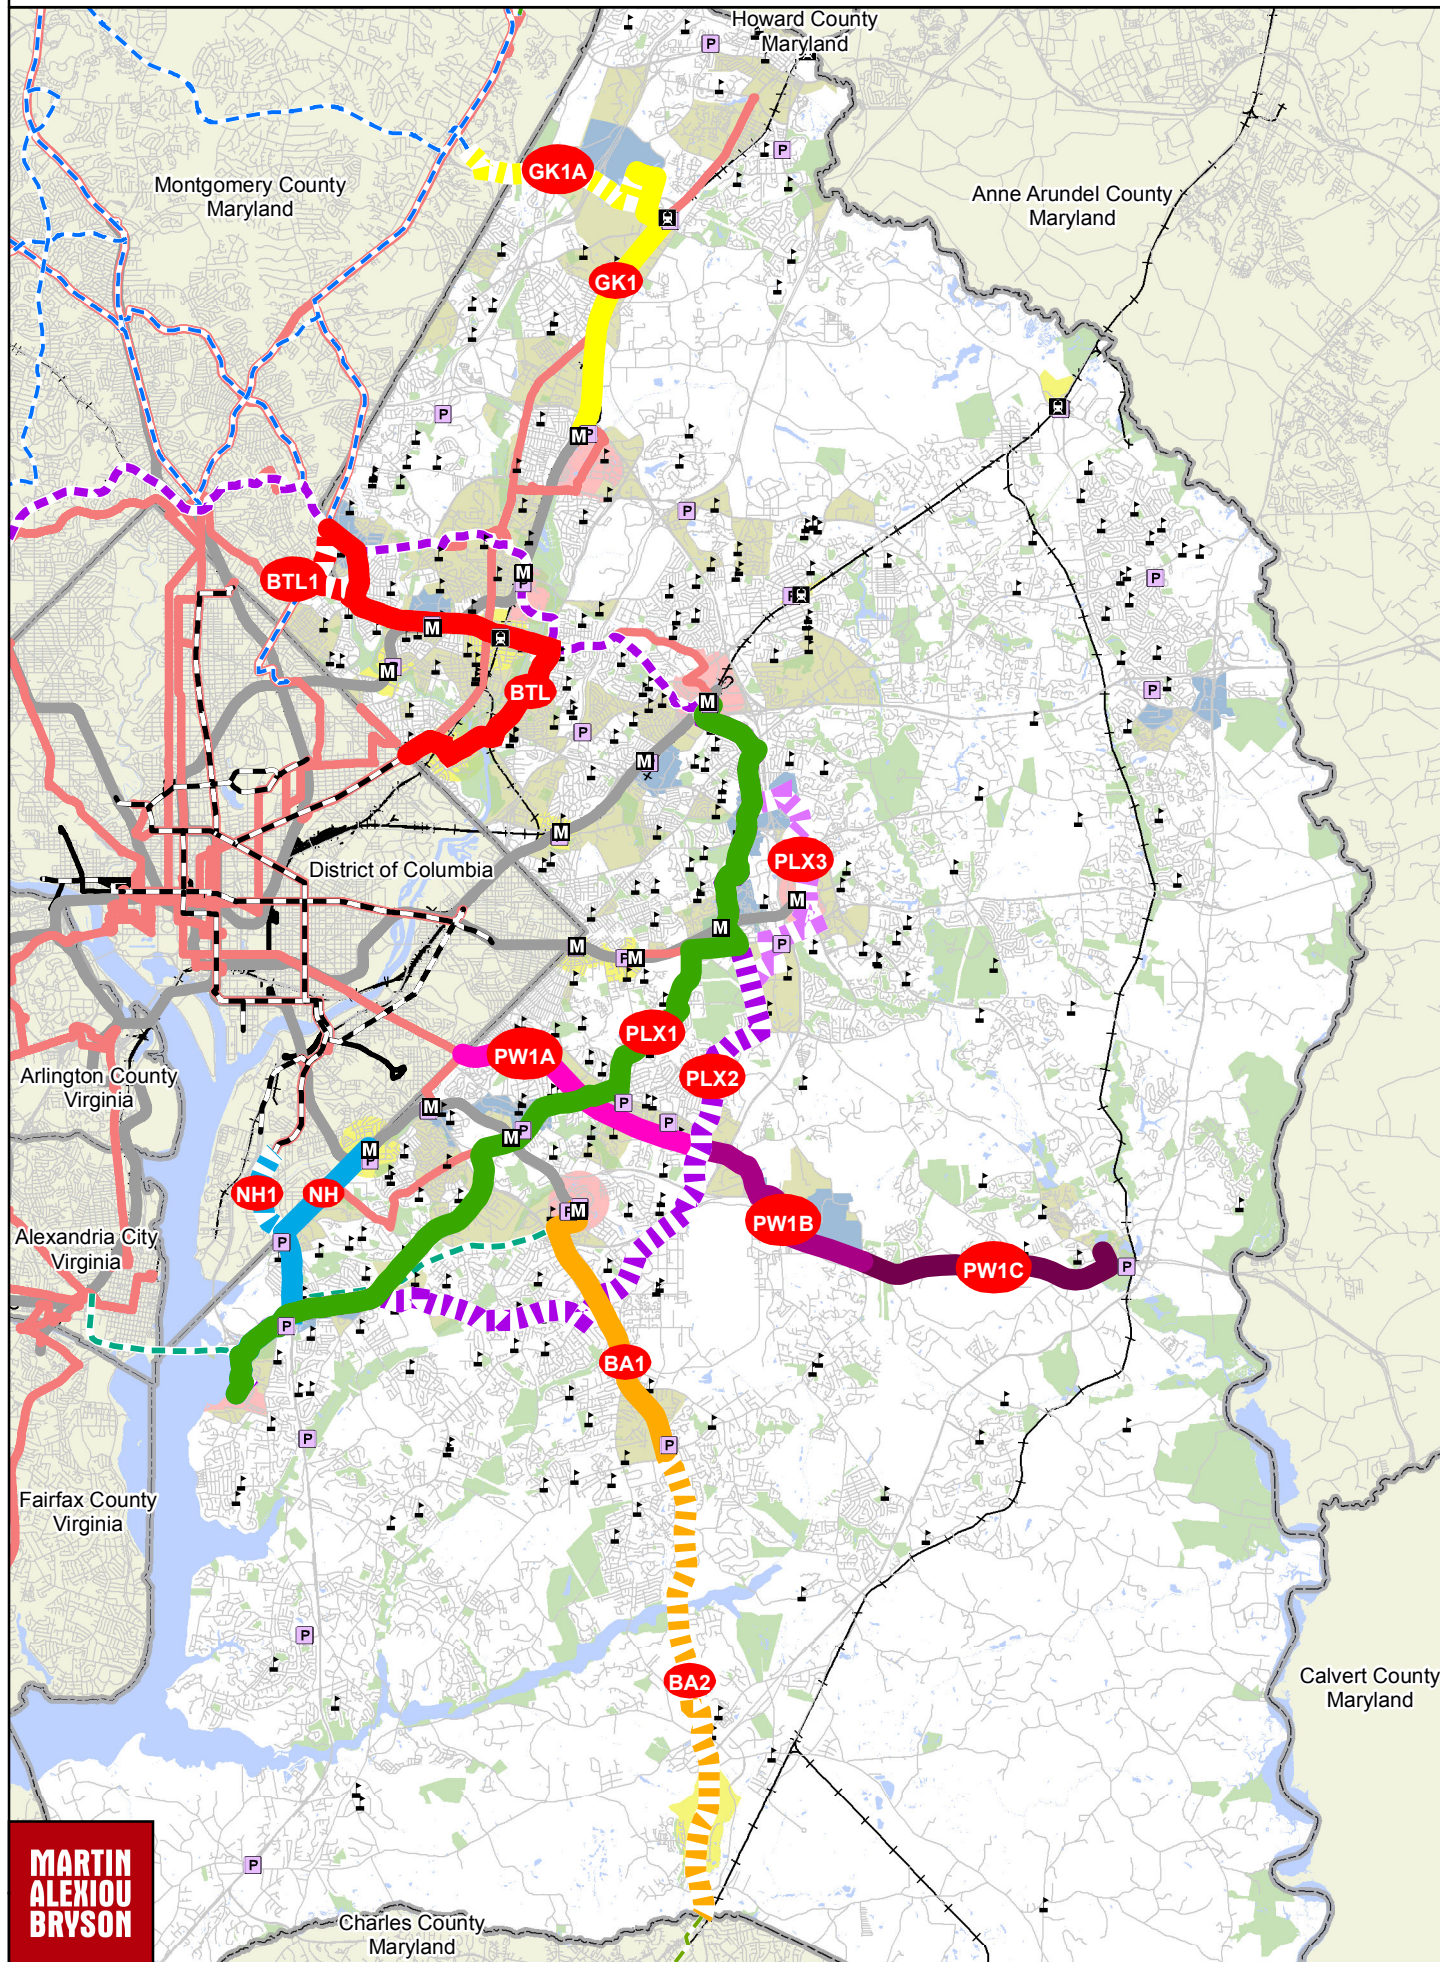 Howard County
Maryland
P
P
GK1A
Montgomery County
Maryland
Anne Arundel County
Maryland
GK1
P
M
P
P
M
P
BTL1
P
P
M
M
BTL
P
M
P
M
M
District of Columbia
PLX3
M
M
M
P
M
P
PLX1
PW1A
Arlington County
Virginia
PLX2
M
P
P
M
P
M
P
NH1
NH
P
M
PW1B
Alexandria City
Virginia
P
PW1C
P
P
BA1
P
P
Fairfax County
Virginia
P
BA2
Calvert County
Maryland
MARTIN
ALEXIOU
BRYSON
P
Charles County
Maryland